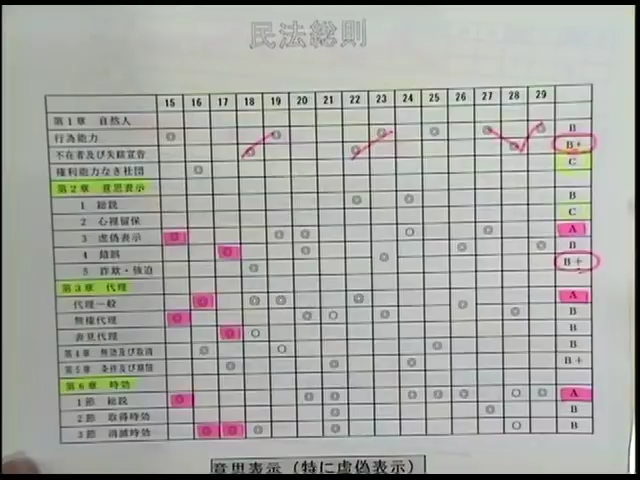 民法総則
15 16 17 18 19 20 21 22 23 24 25 26 27 28 29
第1章 自然人
行為能力 ◎ ◎ ◎ ◎ ◎ ◎ B
不在者及び失踪宣告 ◎ ◎ ◎ B+
権利能力なき社団 ◎ C
第2章 意思表示
1 総説 ◎ ◎ B
2 心裡留保 C
3 虚偽表示 ◎ ◎ ◎ ○ ◎ A
4 錯誤 ◎ ◎ ◎ ◎ B
5 詐欺・強迫 ◎ ◎ B+
第3章 代理
代理一般 ◎ ◎ ◎ ◎ ◎ A
無権代理 ◎ ◎ ○ ◎ ◎ B
表見代理 ◎ ○ B
第4章 無効及び取消 ◎ ○ ◎ B
第5章 条件及び期限 ◎ ◎ ◎ B+
第6章 時効
1節 総説 ◎ ◎ ◎ ◎ ◎ ◎ ○ ◎ A
2節 取得時効 ◎ ◎ B
3節 消滅時効 ◎ ◎ ◎ ◎ ○ B
意思表示（特に虚偽表示）